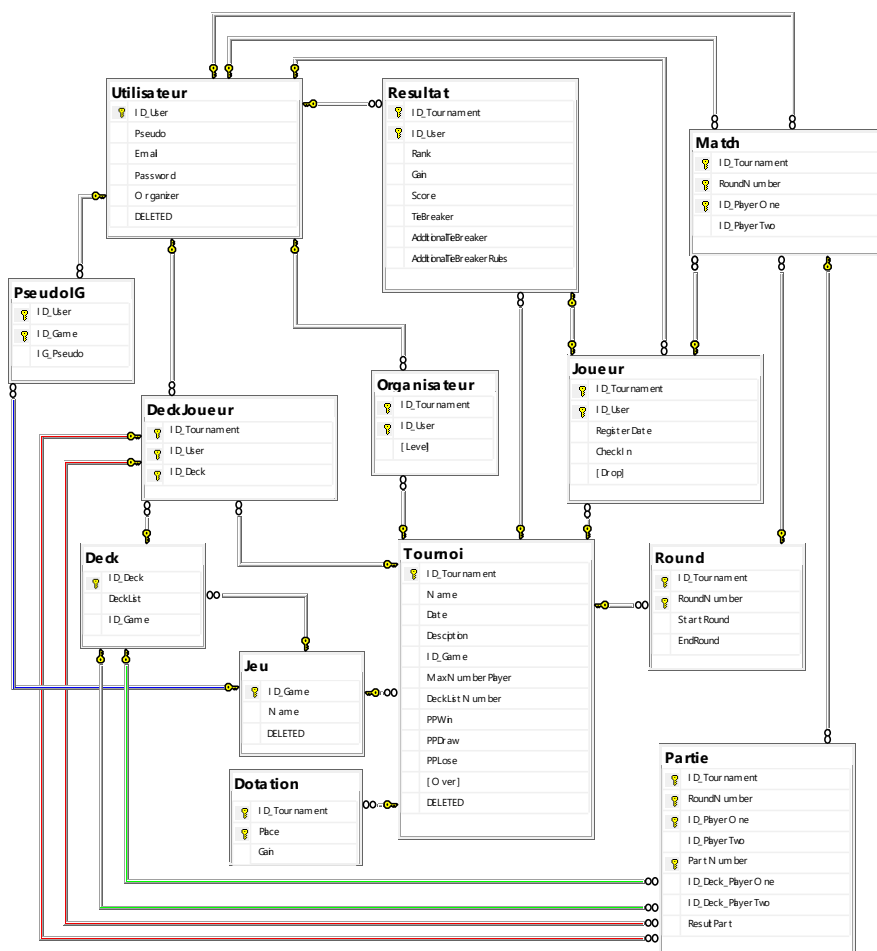 Utilisateur
ID_User
Pseudo
Email
Password
Organizer
DELETED
Resultat
ID_Tournament
ID_User
Rank
Gain
Score
TieBreaker
AdditionalTieBreaker
AdditionalTieBreakerRules
Match
ID_Tournament
RoundNumber
ID_PlayerOne
ID_PlayerTwo
PseudoIG
ID_User
ID_Game
IG_Pseudo
DeckJoueur
ID_Tournament
ID_User
ID_Deck
Organisateur
ID_Tournament
ID_User
[Level]
Joueur
ID_Tournament
ID_User
RegisterDate
CheckIn
[Drop]
Deck
ID_Deck
DeckList
ID_Game
Tournoi
ID_Tournament
Name
Date
Desciption
ID_Game
MaxNumberPlayer
DeckListNumber
PPWin
PPDraw
PPLose
[Over]
DELETED
Round
ID_Tournament
RoundNumber
StartRound
EndRound
Jeu
ID_Game
Name
DELETED
Dotation
ID_Tournament
Place
Gain
Partie
ID_Tournament
RoundNumber
ID_PlayerOne
ID_PlayerTwo
PartNumber
ID_Deck_PlayerOne
ID_Deck_PlayerTwo
ResultPart